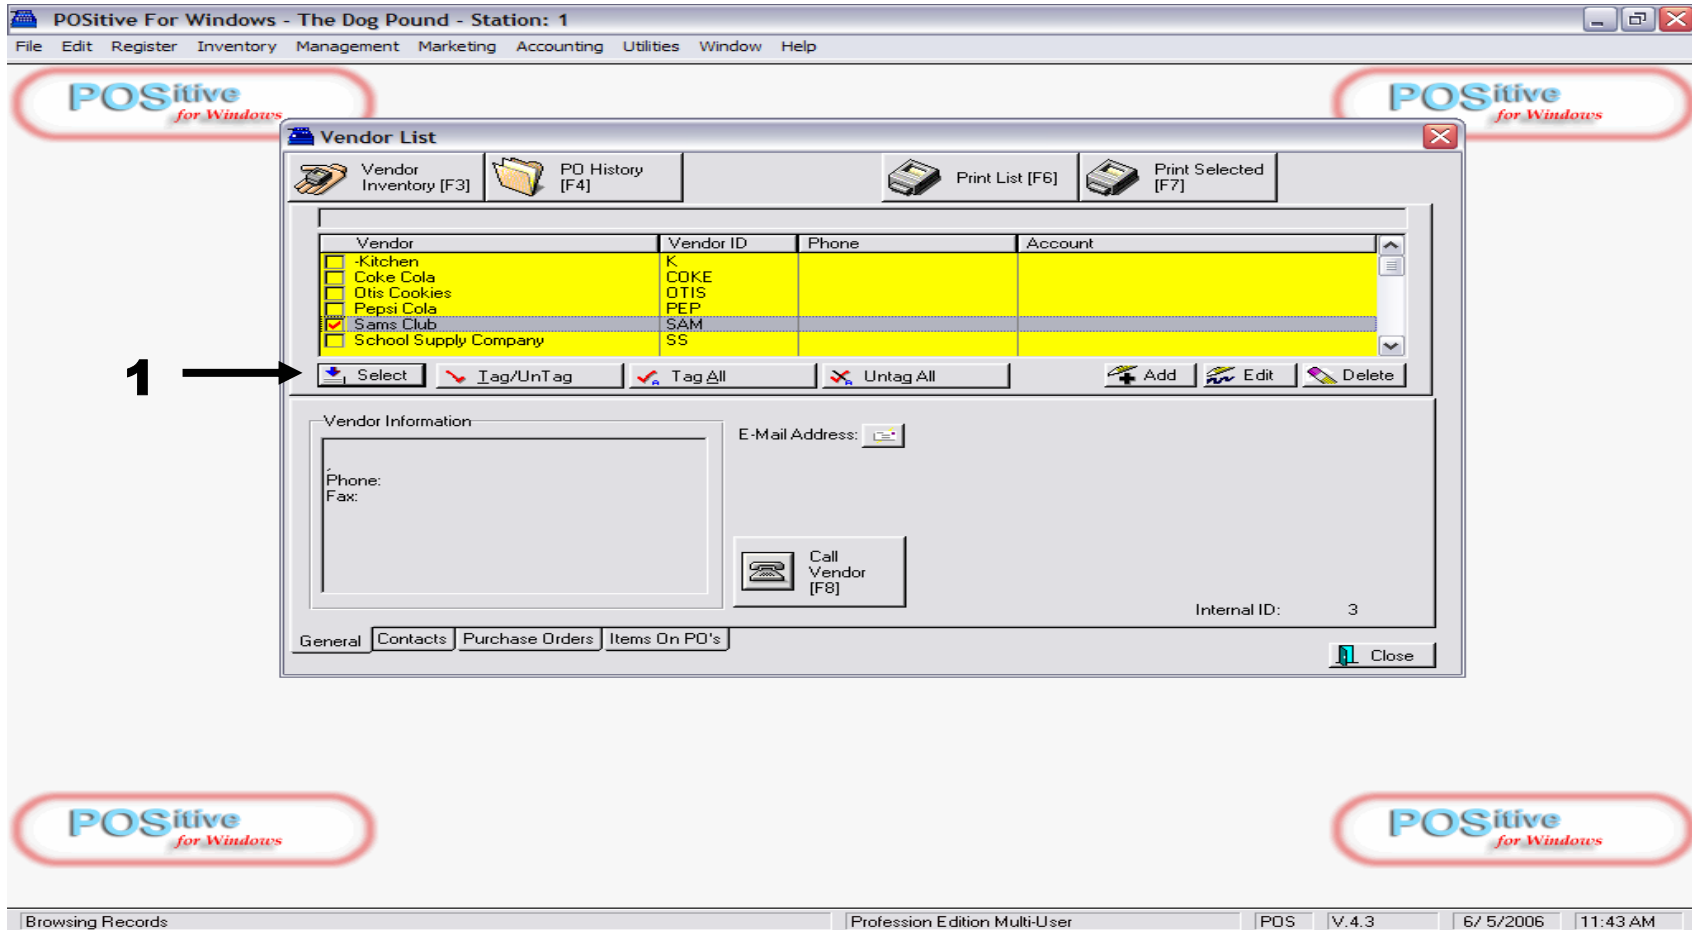 POSitive For Windows - The Dog Pound - Station: 1
File Edit Register Inventory Management Marketing Accounting Utilities Window Help
POSitive for Windows
POSitive for Windows
Vendor List
Vendor Inventory [F3]
PO History [F4]
Print List [F6]
Print Selected [F7]
Vendor Vendor ID Phone Account
-Kitchen K
Coke Cola COKE
Otis Cookies OTIS
Pepsi Cola PEP
Sams Club SAM
School Supply Company SS
1
Select Tag/UnTag Tag All Untag All Add Edit Delete
Vendor Information
E-Mail Address:
,
Phone:
Fax:
Call Vendor [F8]
Internal ID: 3
General Contacts Purchase Orders Items On PO's
Close
POSitive for Windows
POSitive for Windows
Browsing Records Profession Edition Multi-User POS V.4.3 6/ 5/2006 11:43 AM